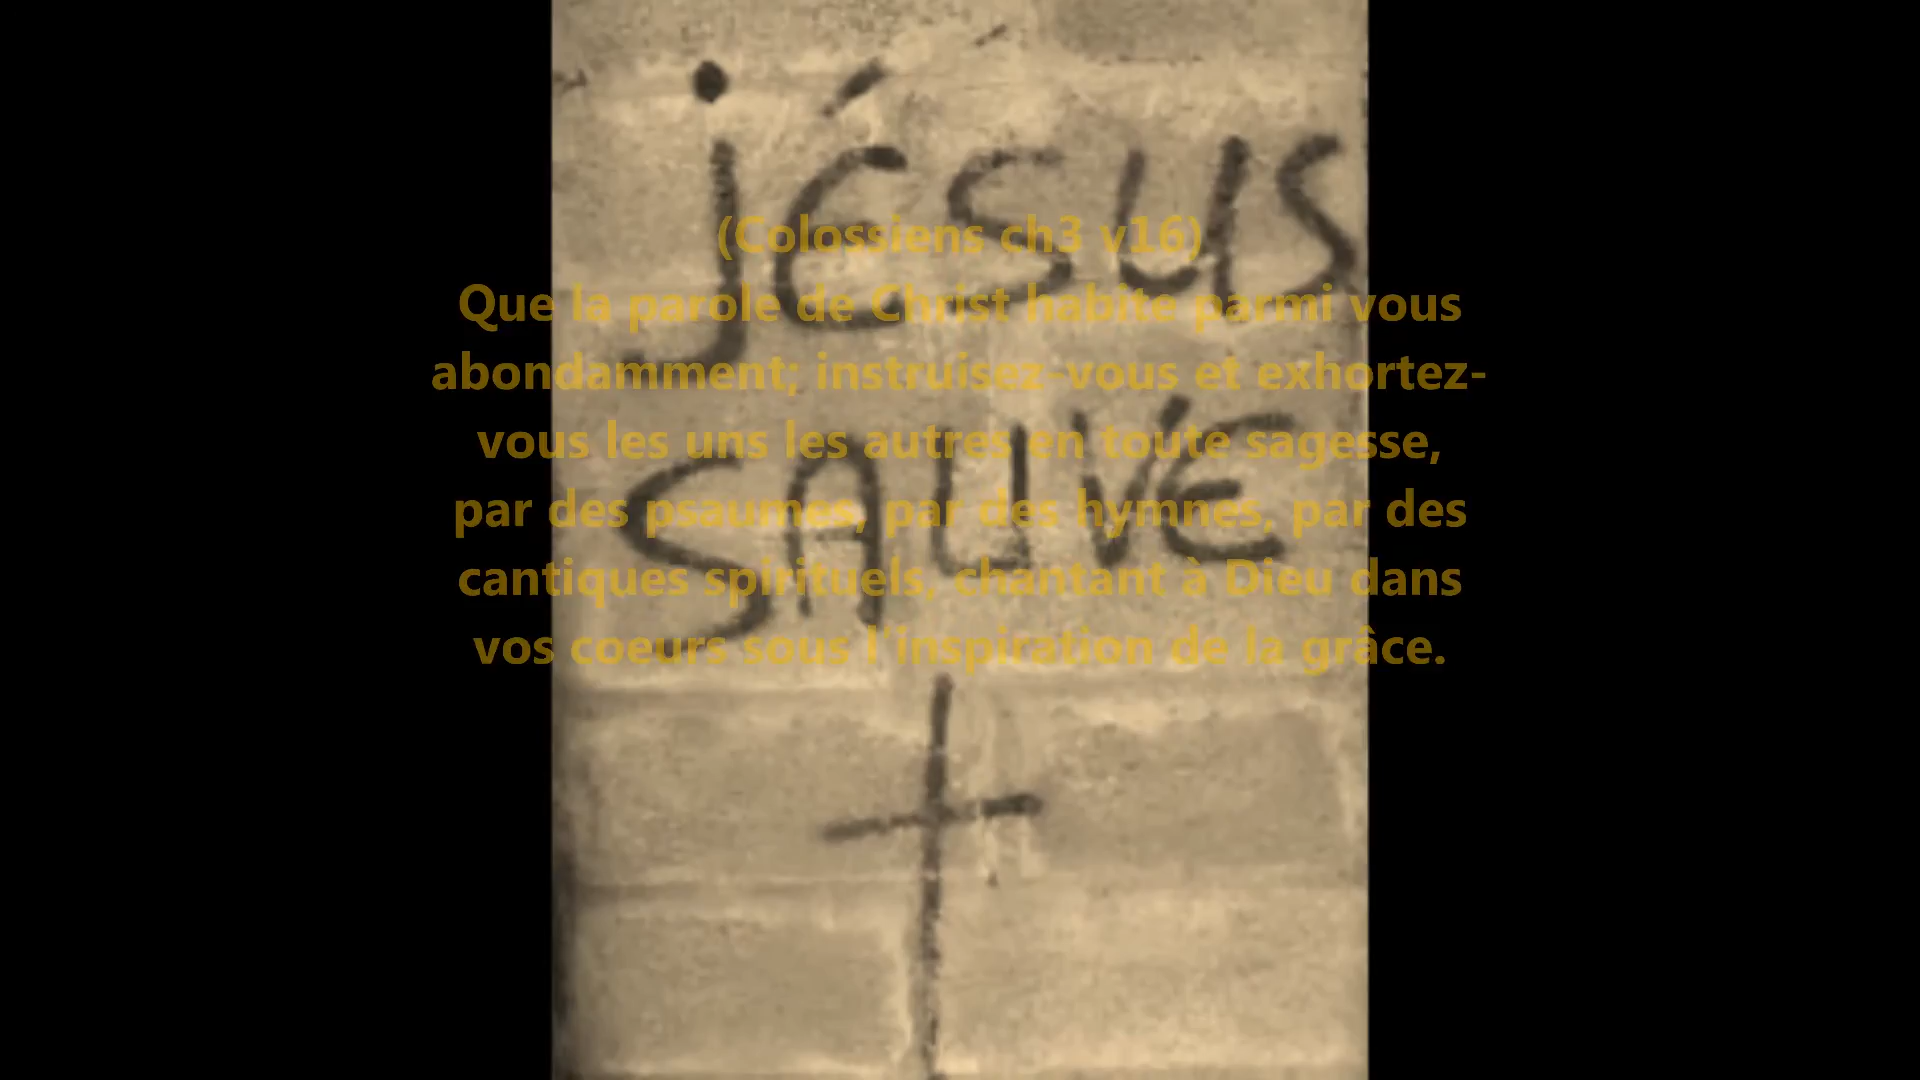 jÉSUS
(Colossiens ch3 v16)
Que la parole de Christ habite parmi vous
abondamment; instruisez-vous et exhortez-
vous les uns les autres en toute sagesse,
par des psaumes, par des hymnes, par des
cantiques spirituels, chantant à Dieu dans
vos coeurs sous l'inspiration de la grâce.
SAUVE